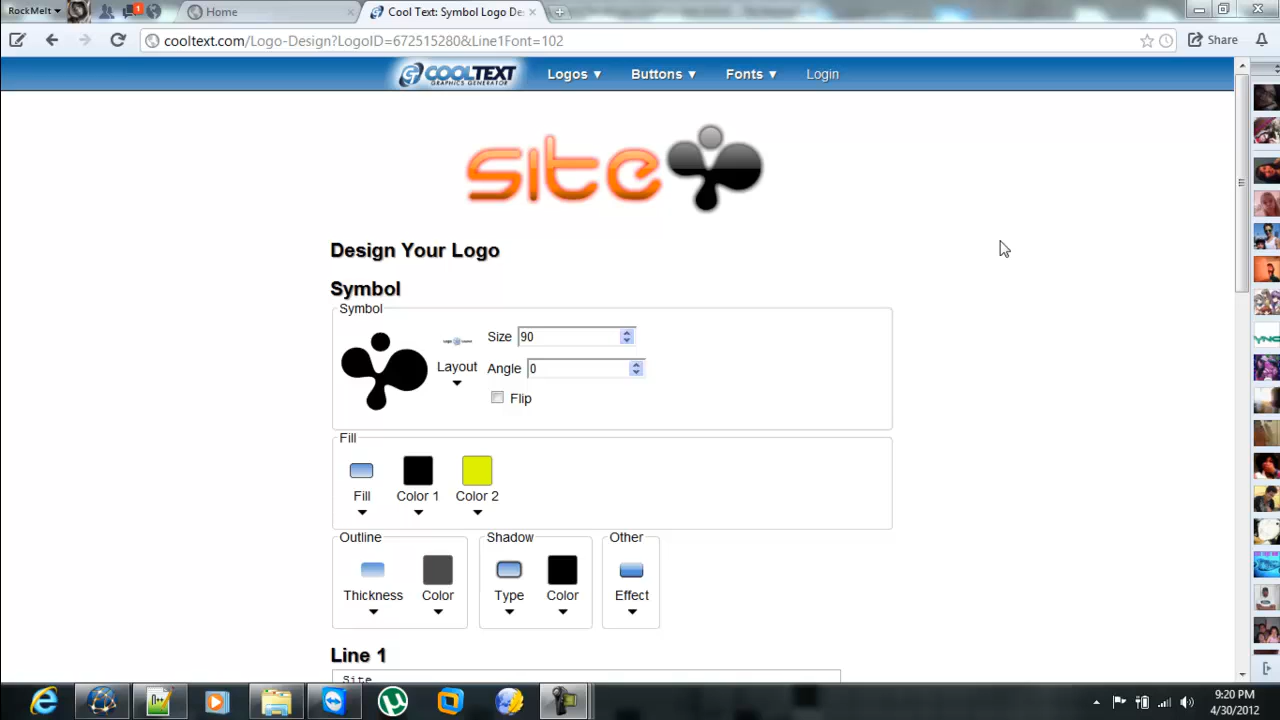 RockMelt
1
Home
Cool Text: Symbol Logo De
cooltext.com/Logo-Design?LogoID=672515280&Line1Font=102
Share
COOLTEXT
GRAPHICS GENERATOR
Logos ▼
Buttons ▼
Fonts ▼
Login
site
Design Your Logo
Symbol
Symbol
Layout
Size 90
Angle 0
Flip
Fill
Fill
Color 1
Color 2
Outline
Thickness
Color
Shadow
Type
Color
Other
Effect
Line 1
Site
9:20 PM
4/30/2012